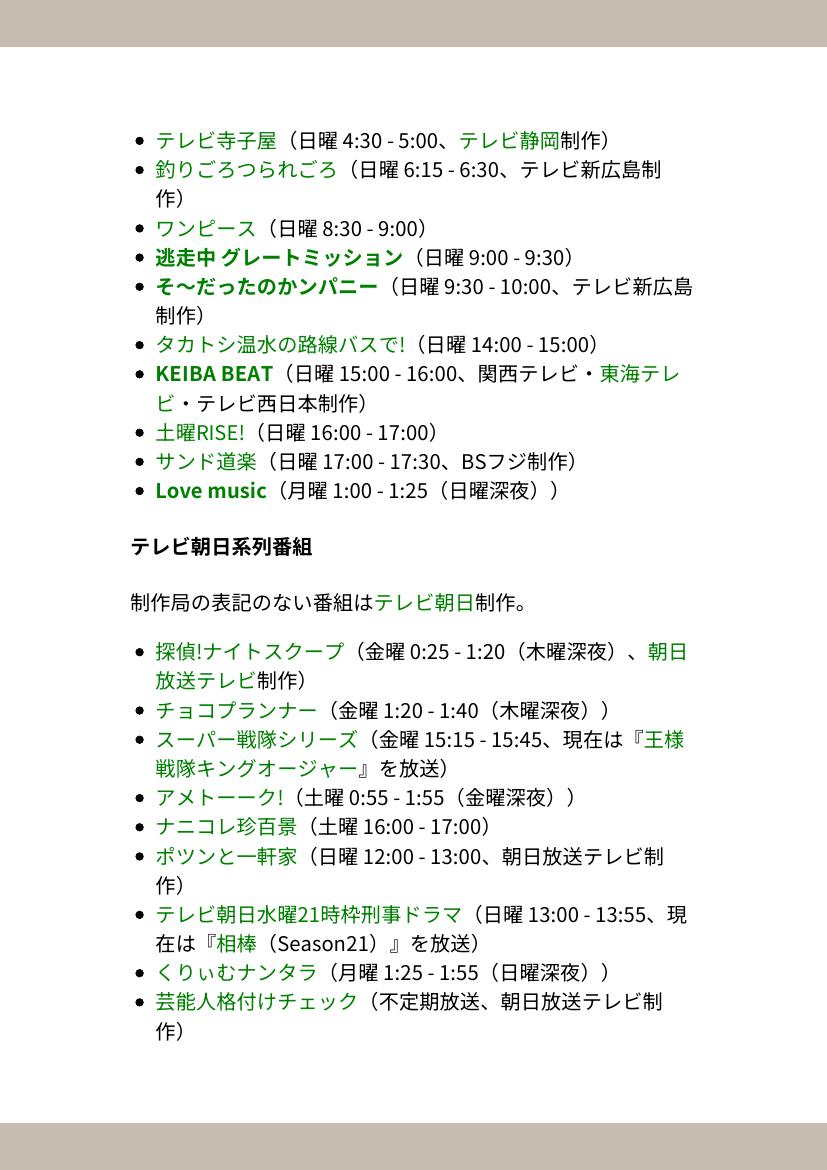 • テレビ寺子屋（日曜 4:30 - 5:00、テレビ静岡制作）
• 釣りごろつられごろ（日曜 6:15 - 6:30、テレビ新広島制
作）
• ワンピース（日曜 8:30 - 9:00）
• 逃走中 グレートミッション（日曜 9:00 - 9:30）
• そ〜だったのかンパニー（日曜 9:30 - 10:00、テレビ新広島
制作）
• タカトシ温水の路線バスで!（日曜 14:00 - 15:00）
• KEIBA BEAT（日曜 15:00 - 16:00、関西テレビ・東海テレ
ビ・テレビ西日本制作）
• 土曜RISE!（日曜 16:00 - 17:00）
• サンド道楽（日曜 17:00 - 17:30、BSフジ制作）
• Love music（月曜 1:00 - 1:25（日曜深夜））
テレビ朝日系列番組
制作局の表記のない番組はテレビ朝日制作。
• 探偵!ナイトスクープ（金曜 0:25 - 1:20（木曜深夜）、朝日
放送テレビ制作）
• チョコプランナー（金曜 1:20 - 1:40（木曜深夜））
• スーパー戦隊シリーズ（金曜 15:15 - 15:45、現在は『王様
戦隊キングオージャー』を放送）
• アメトーーク!（土曜 0:55 - 1:55（金曜深夜））
• ナニコレ珍百景（土曜 16:00 - 17:00）
• ポツンと一軒家（日曜 12:00 - 13:00、朝日放送テレビ制
作）
• テレビ朝日水曜21時枠刑事ドラマ（日曜 13:00 - 13:55、現
在は『相棒（Season21）』を放送）
• くりぃむナンタラ（月曜 1:25 - 1:55（日曜深夜））
• 芸能人格付けチェック（不定期放送、朝日放送テレビ制
作）